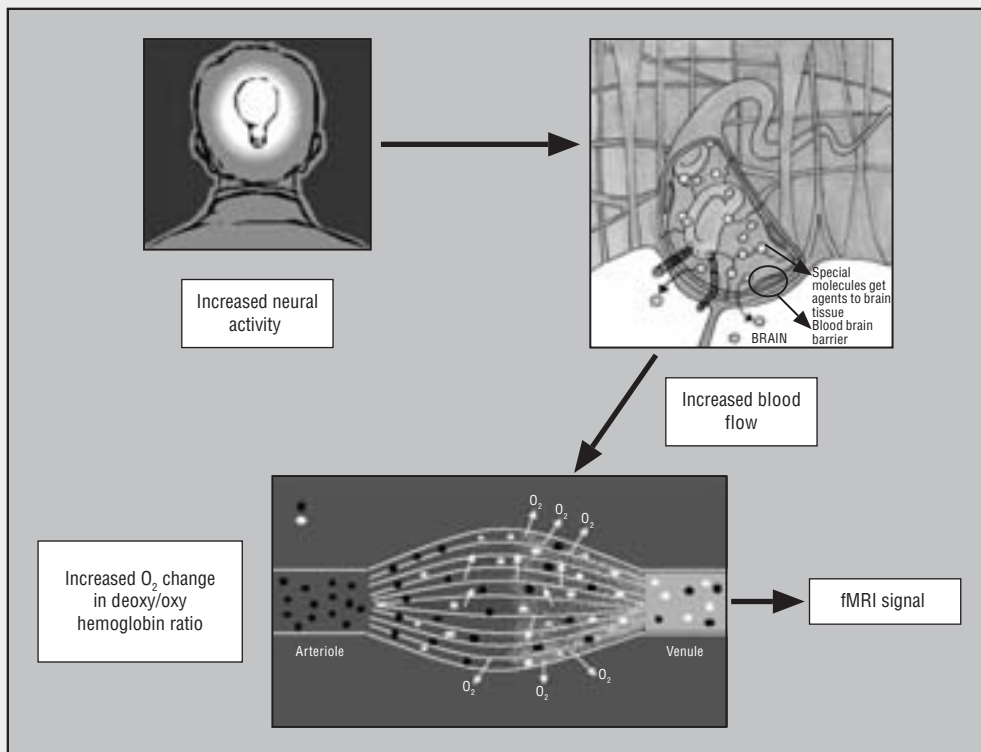 Increased neural
activity
Special
molecules get
agents to brain
tissue
Blood brain
barrier
BRAIN
Increased blood
flow
O₂
O₂
O₂
Increased O₂ change
in deoxy/oxy
hemoglobin ratio
Arteriole
Venule
fMRI signal
O₂
O₂
O₂